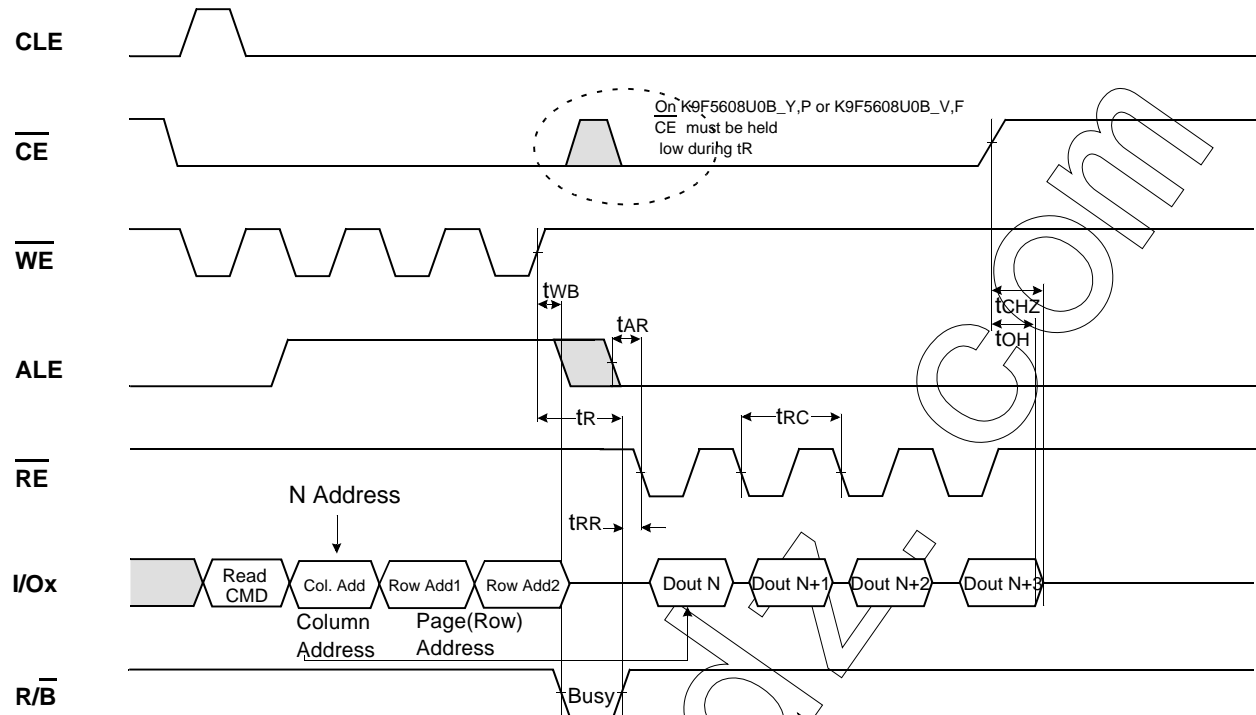 CLE
On K9F5608U0B_Y,P or K9F5608U0B_V,F
CE must be held
low during tR
CE
WE
tWB
tCHZ
tAR
tOH
ALE
tR
tRC
RE
N Address
tRR
I/Ox
Read
CMD
Col. Add
Row Add1
Row Add2
Dout N
Dout N+1
Dout N+2
Dout N+3
Column
Address
Page(Row)
Address
R/B
Busy